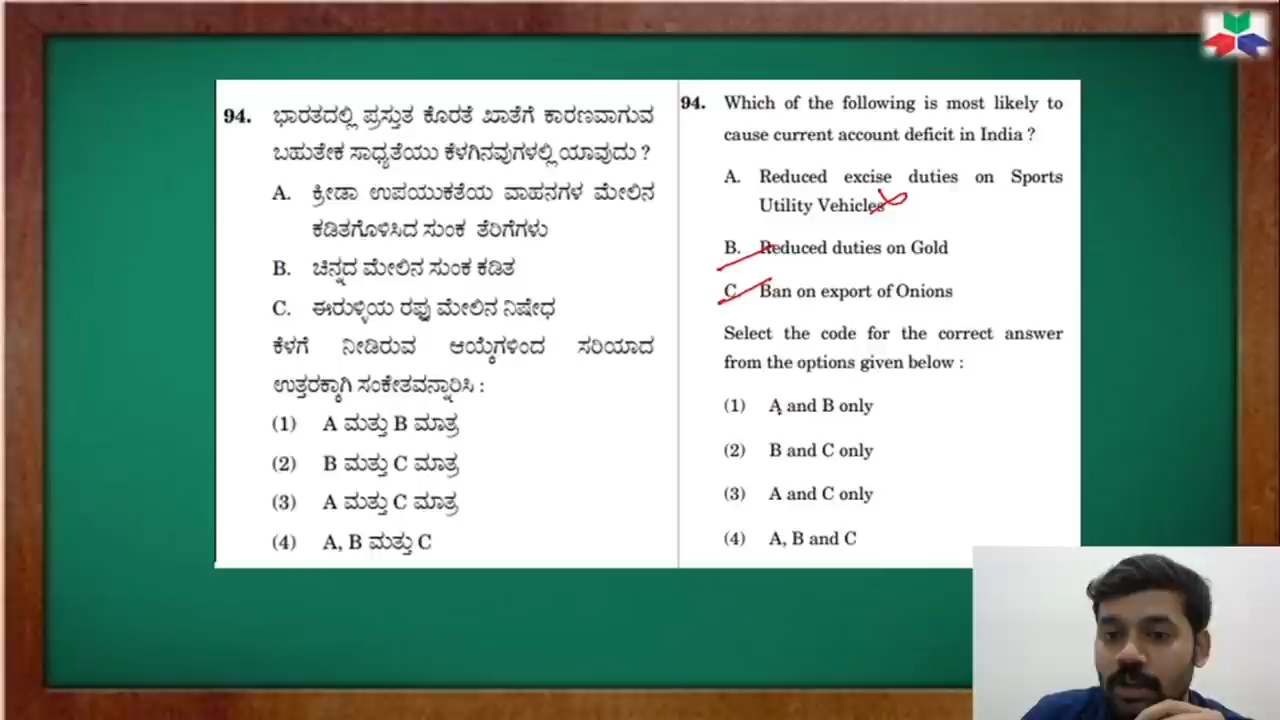 94. ಭಾರತದಲ್ಲಿ ಪ್ರಸ್ತುತ ಕೊರತೆ ಖಾತೆಗೆ ಕಾರಣವಾಗುವ
ಬಹುತೇಕ ಸಾಧ್ಯತೆಯು ಕೆಳಗಿನವುಗಳಲ್ಲಿ ಯಾವುದು ?
A. ಕ್ರೀಡಾ ಉಪಯುಕತೆಯ ವಾಹನಗಳ ಮೇಲಿನ
ಕಡಿತಗೊಳಿಸಿದ ಸುಂಕ ತೆರಿಗೆಗಳು
B. ಚಿನ್ನದ ಮೇಲಿನ ಸುಂಕ ಕಡಿತ
C. ಈರುಳ್ಳಿಯ ರಫ್ತು ಮೇಲಿನ ನಿಷೇಧ
ಕೆಳಗೆ ನೀಡಿರುವ ಆಯ್ಕೆಗಳಿಂದ ಸರಿಯಾದ
ಉತ್ತರಕ್ಕಾಗಿ ಸಂಕೇತವನ್ನಾರಿಸಿ :
(1) A ಮತ್ತು B ಮಾತ್ರ
(2) B ಮತ್ತು C ಮಾತ್ರ
(3) A ಮತ್ತು C ಮಾತ್ರ
(4) A, B ಮತ್ತು C
94. Which of the following is most likely to
cause current account deficit in India ?
A. Reduced excise duties on Sports
Utility Vehicles
B. Reduced duties on Gold
C. Ban on export of Onions
Select the code for the correct answer
from the options given below :
(1) A and B only
(2) B and C only
(3) A and C only
(4) A, B and C